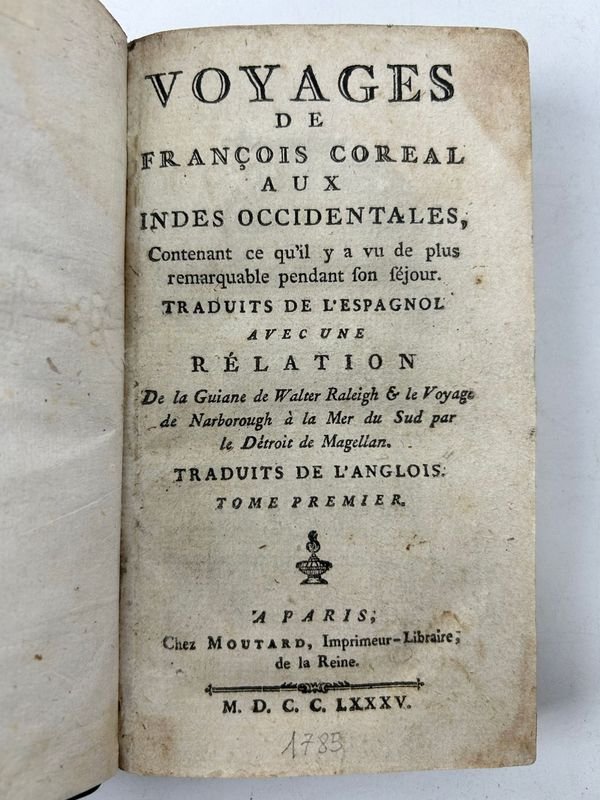 VOYAGES
DE
FRANÇOIS COREAL
AUX
INDES OCCIDENTALES,
Contenant ce qu'il y a vu de plus
remarquable pendant ſon ſéjour.
TRADUITS DE L'ESPAGNOL
AVEC UNE
RÉLATION
De la Guiane de Walter Raleigh & le Voyage
de Narborough à la Mer du Sud par
le Détroit de Magellan.
TRADUITS DE L'ANGLOIS.
TOME PREMIER.
A PARIS,
Chez MOUTARD, Imprimeur-Libraire,
de la Reine.
M. D. C. C. LXXXV.
1785